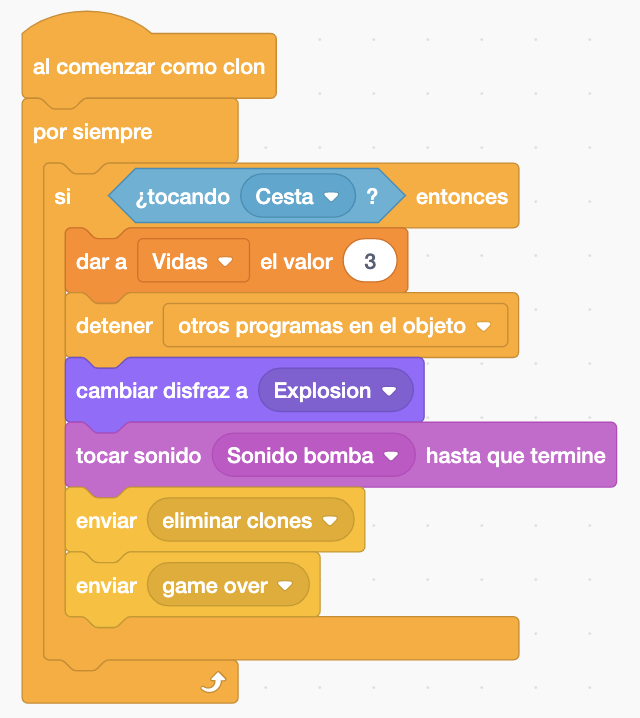 al comenzar como clon
por siempre
si ¿tocando Cesta ? entonces
dar a Vidas el valor 3
detener otros programas en el objeto
cambiar disfraz a Explosion
tocar sonido Sonido bomba hasta que termine
enviar eliminar clones
enviar game over